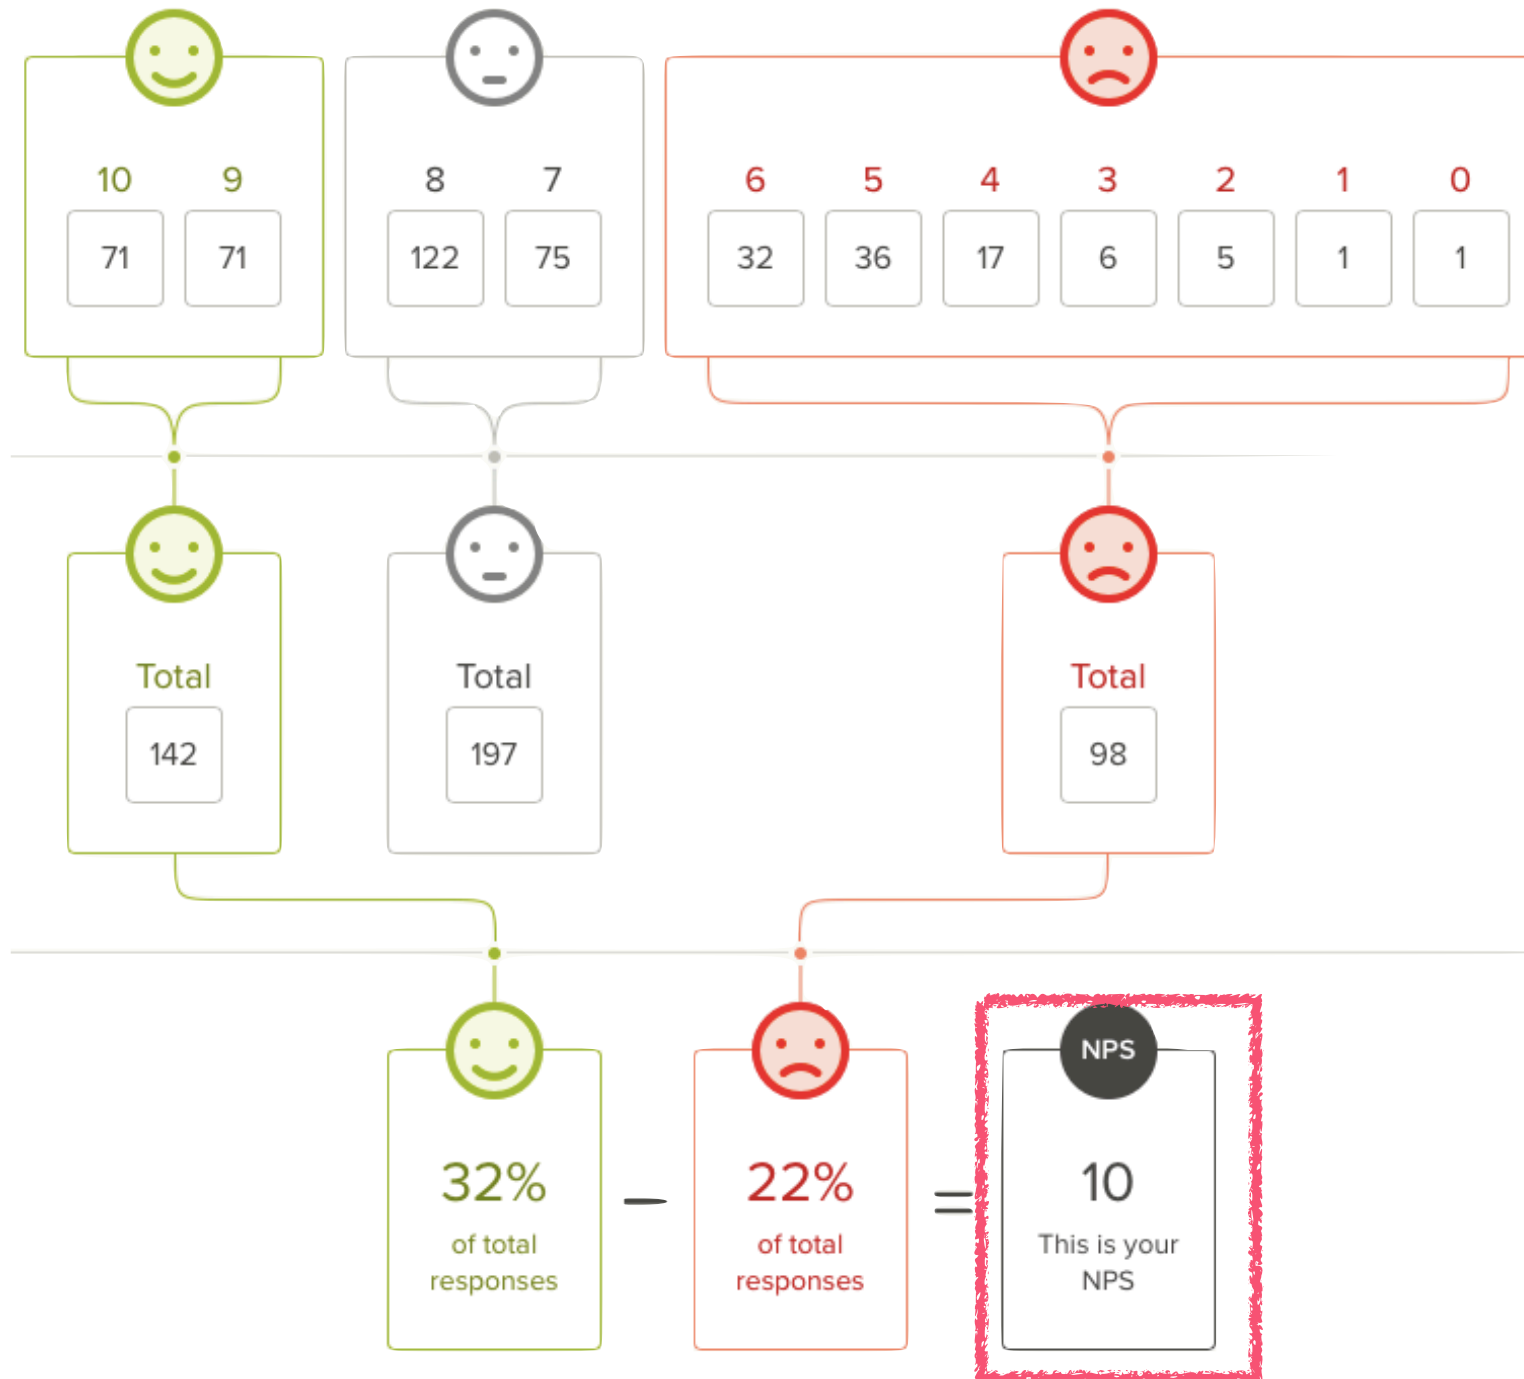 10 9 8 7 6 5 4 3 2 1 0
71 71 122 75 32 36 17 6 5 1 1
Total Total Total
142 197 98
NPS
32% — 22% = 10
of total of total This is your
responses responses NPS